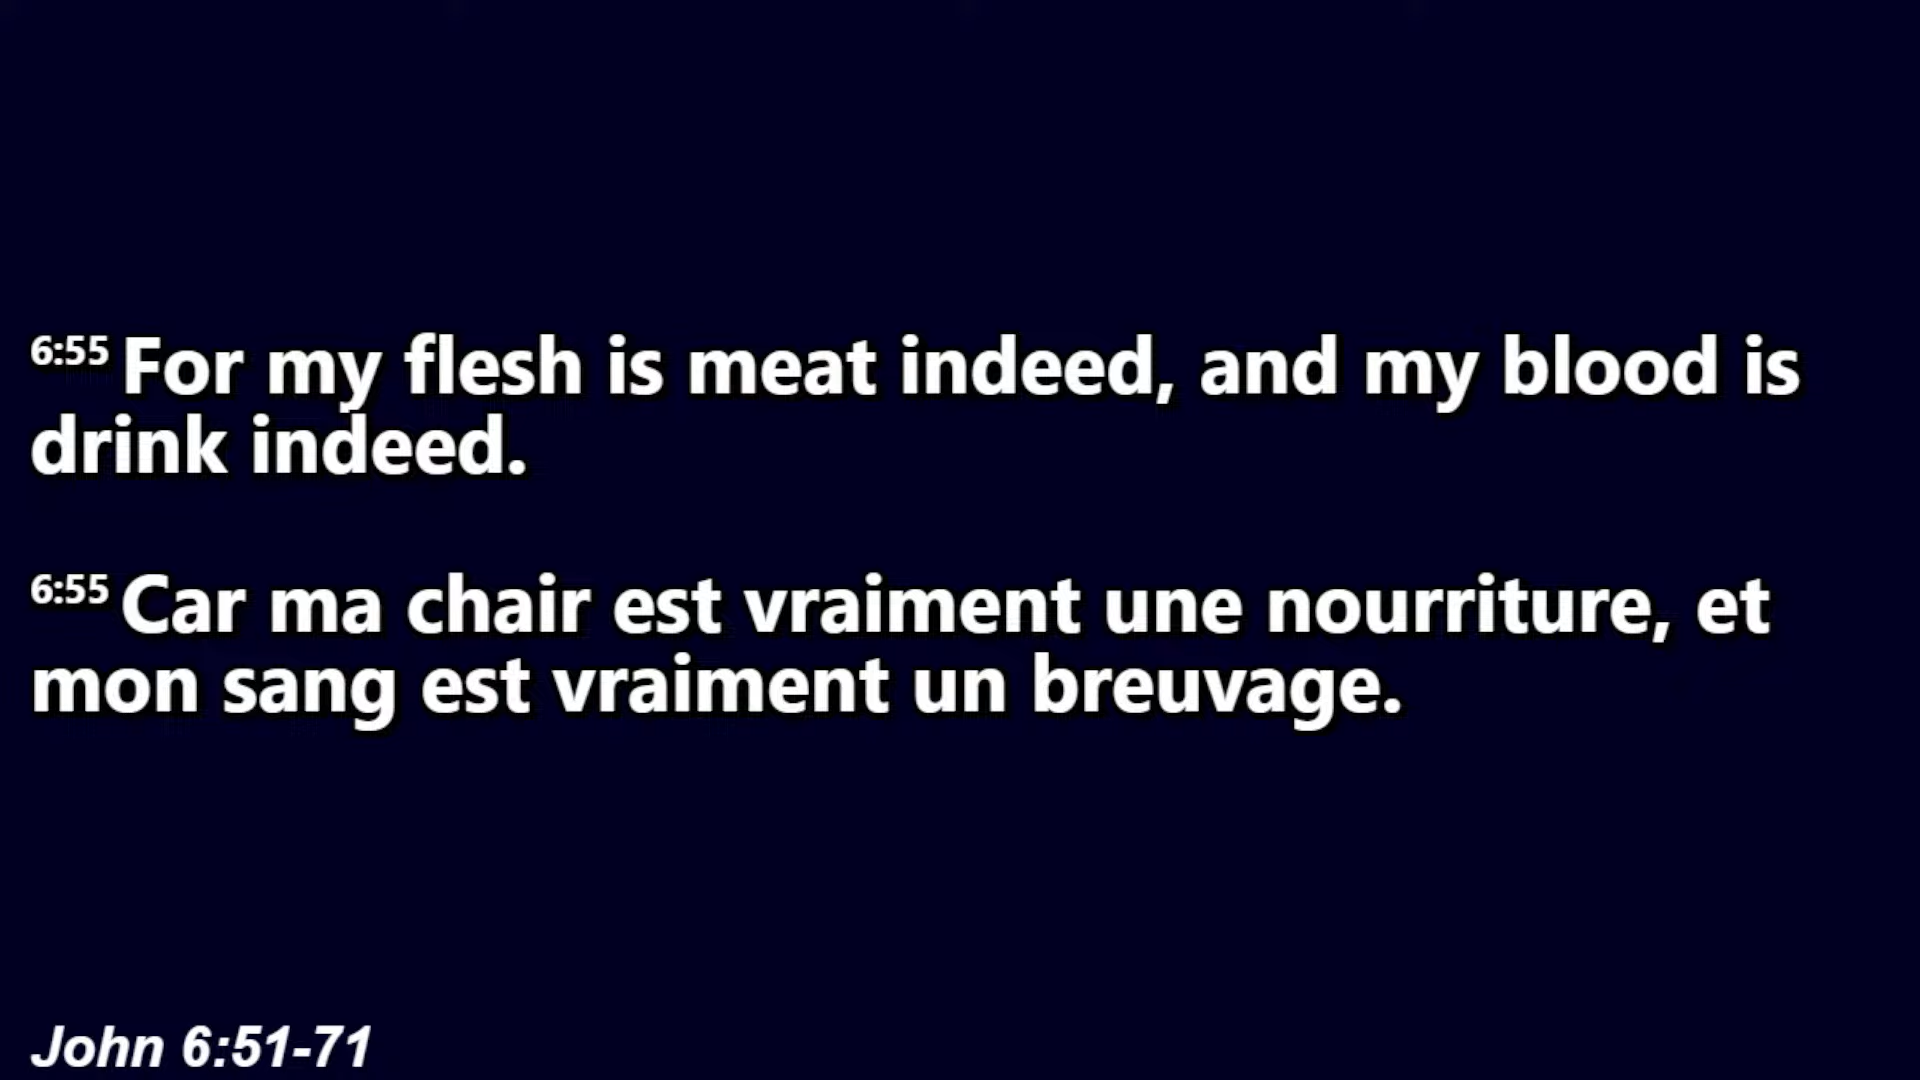 6:55 For my flesh is meat indeed, and my blood is
drink indeed.
6:55 Car ma chair est vraiment une nourriture, et
mon sang est vraiment un breuvage.
John 6:51-71